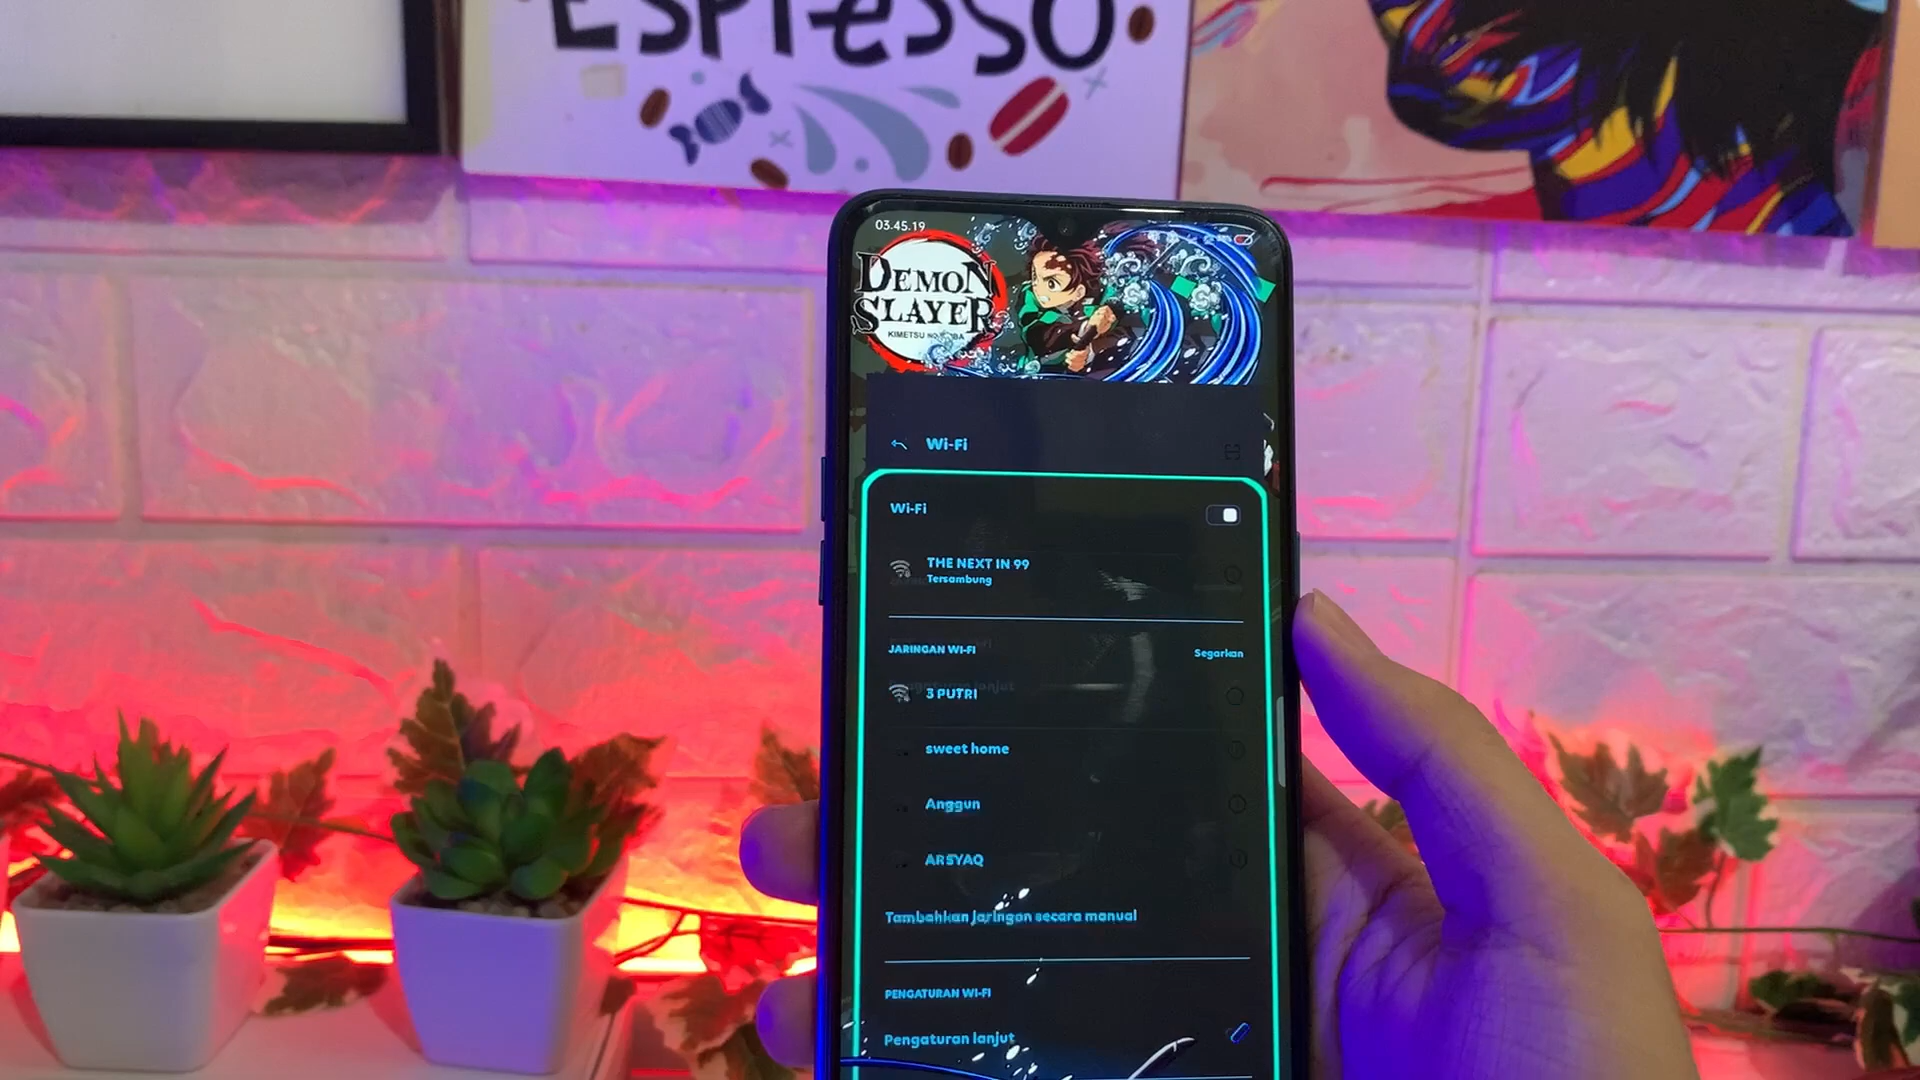 ESPRESSO
03.45.19
DEMON
SLAYER
KIMETSU NO
Wi-Fi
Wi-Fi
THE NEXT IN 99
Tersambung
JARINGAN WI-FI
Segarkan
3 PUTRI
sweet home
Anggun
ARSYAQ
Tambahkan jaringan secara manual
PENGATURAN WI-FI
Pengaturan lanjut